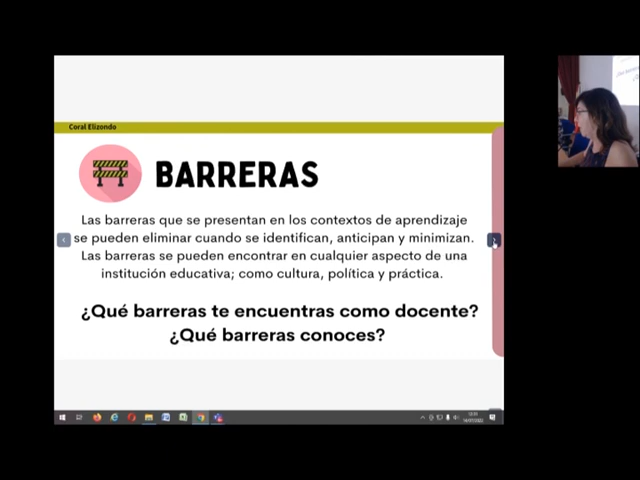 Coral Elizondo
BARRERAS
Las barreras que se presentan en los contextos de aprendizaje
se pueden eliminar cuando se identifican, anticipan y minimizan.
Las barreras se pueden encontrar en cualquier aspecto de una
institución educativa; como cultura, política y práctica.
¿Qué barreras te encuentras como docente?
¿Qué barreras conoces?